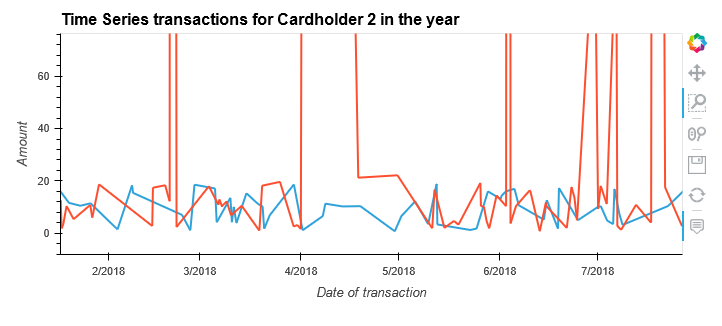 Time Series transactions for Cardholder 2 in the year
60
40
20
0
Amount
2/2018 3/2018 4/2018 5/2018 6/2018 7/2018
Date of transaction